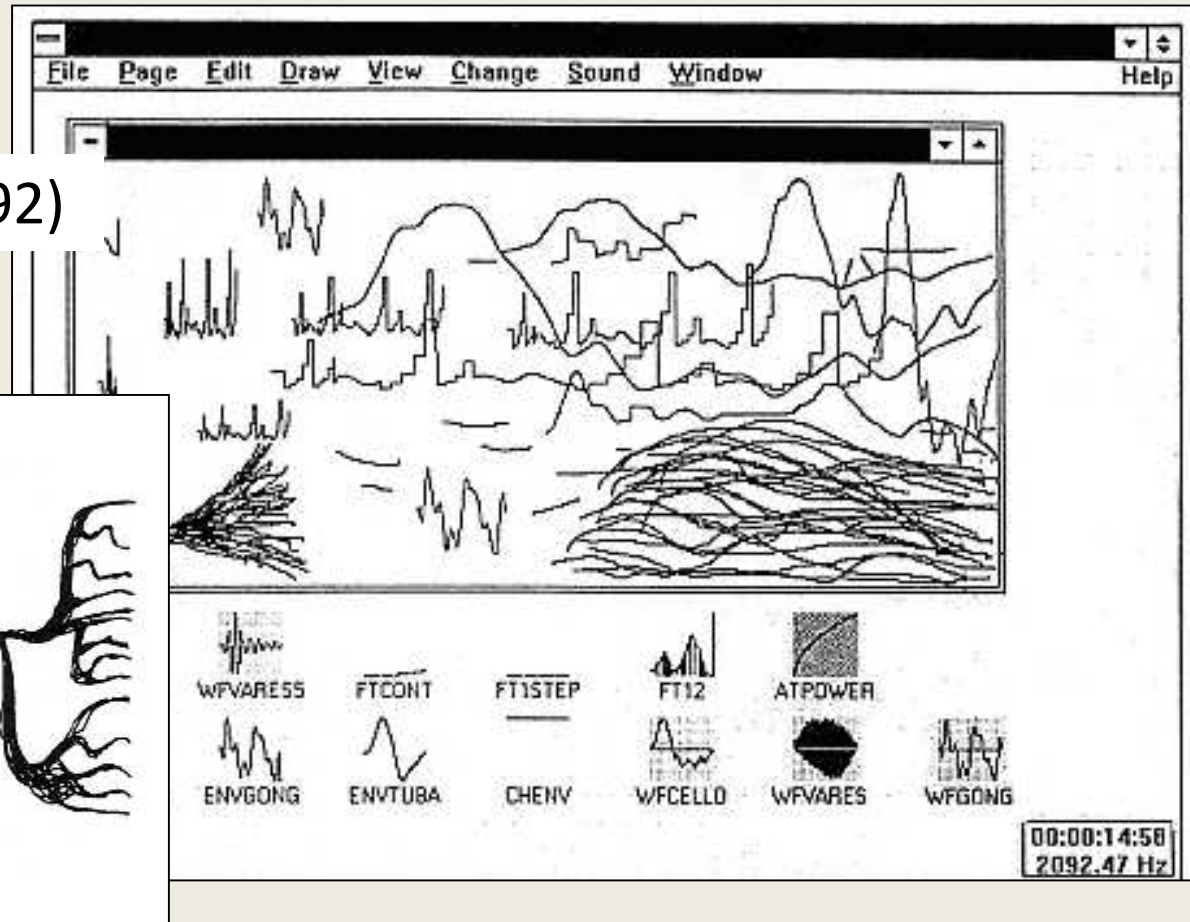 File Page Edit Draw View Change Sound Window Help
92)
WFVARESS FTCONT FT1STEP FT12 ATPOWER
ENVGONG ENVTUBA CHENV WFCELLO WFVARES WFGONG
00:00:14:58
2092.47 Hz